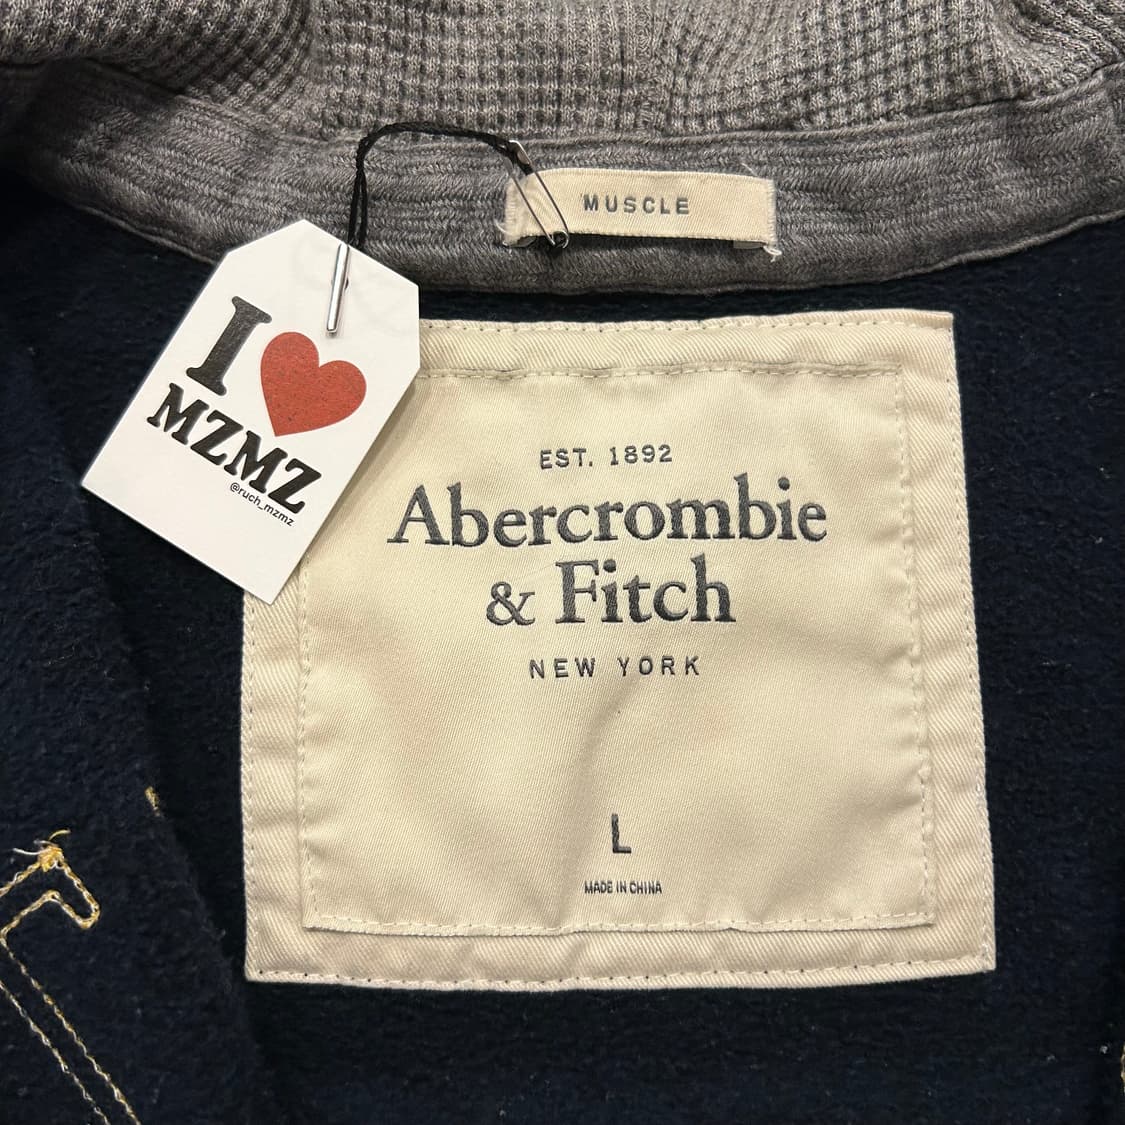 MUSCLE
I ❤
MZMZ
@ruch_mzmz
EST. 1892
Abercrombie
& Fitch
NEW YORK
L
MADE IN CHINA